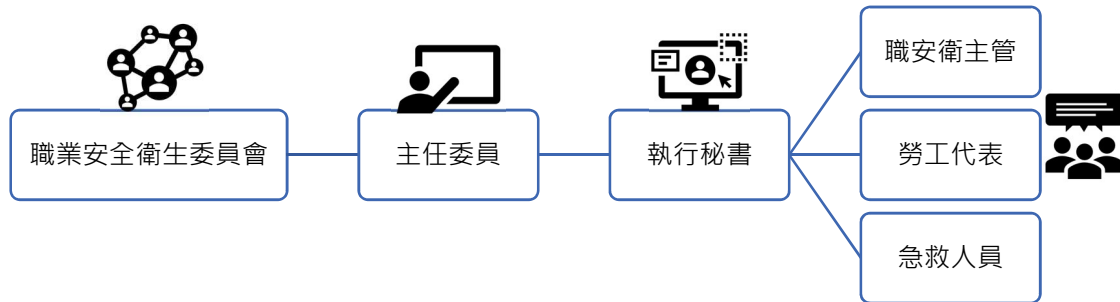 職業安全衛生委員會
主任委員
執行秘書
職安衛主管
勞工代表
急救人員